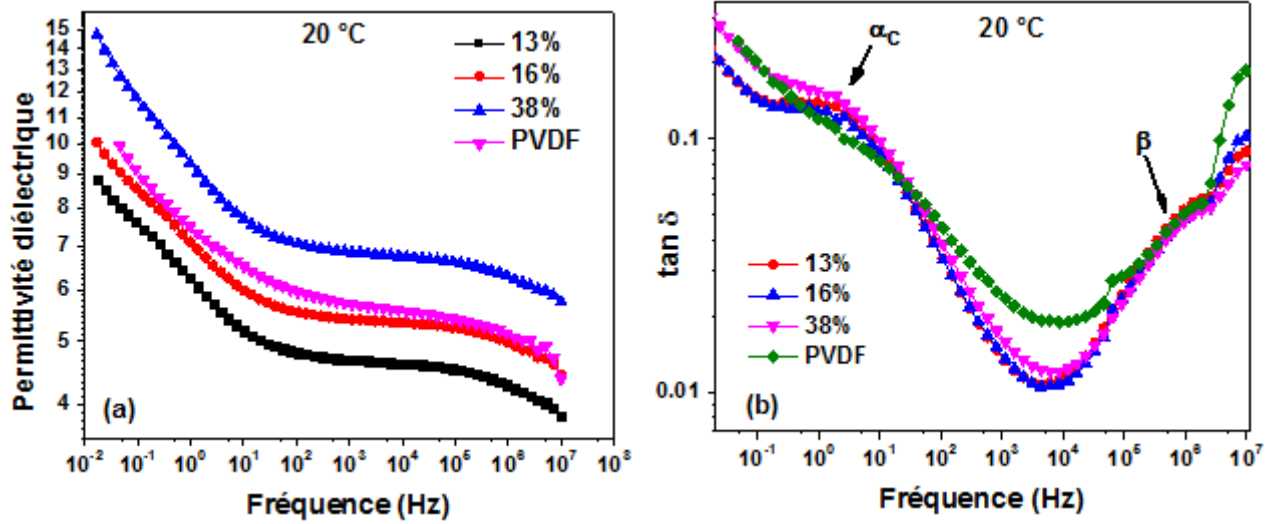 20 °C
13%
16%
38%
PVDF
Permittivité diélectrique
15
14
13
12
11
10
9
8
7
6
5
4
(a)
10⁻² 10⁻¹ 10⁰ 10¹ 10² 10³ 10⁴ 10⁵ 10⁶ 10⁷ 10⁸
Fréquence (Hz)
20 °C
αC
β
tan δ
0.1
0.01
13%
16%
38%
PVDF
(b)
10⁻¹ 10⁰ 10¹ 10² 10³ 10⁴ 10⁵ 10⁶ 10⁷
Fréquence (Hz)